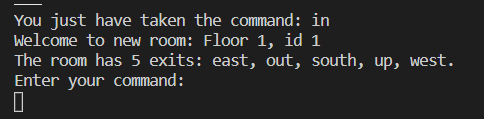 You just have taken the command: in
Welcome to new room: Floor 1, id 1
The room has 5 exits: east, out, south, up, west.
Enter your command: